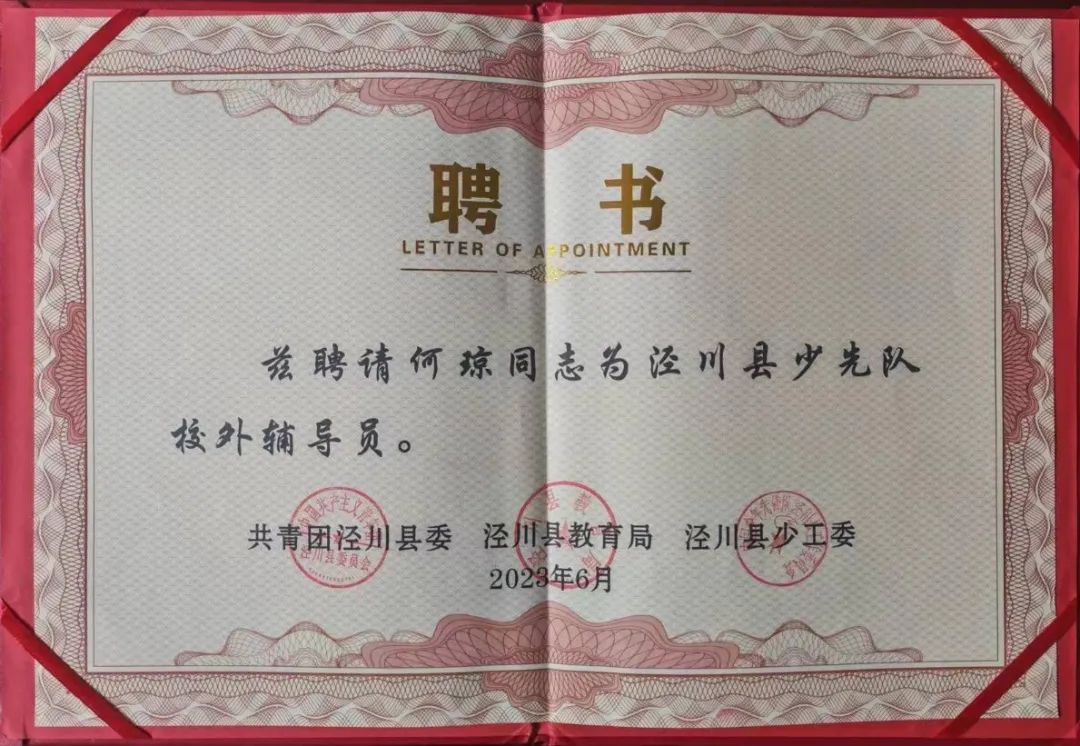 聘 书
LETTER OF APPOINTMENT
兹聘请何琼同志为泾川县少先队
校外辅导员。
共青团泾川县委 泾川县教育局 泾川县少工委
2023年6月